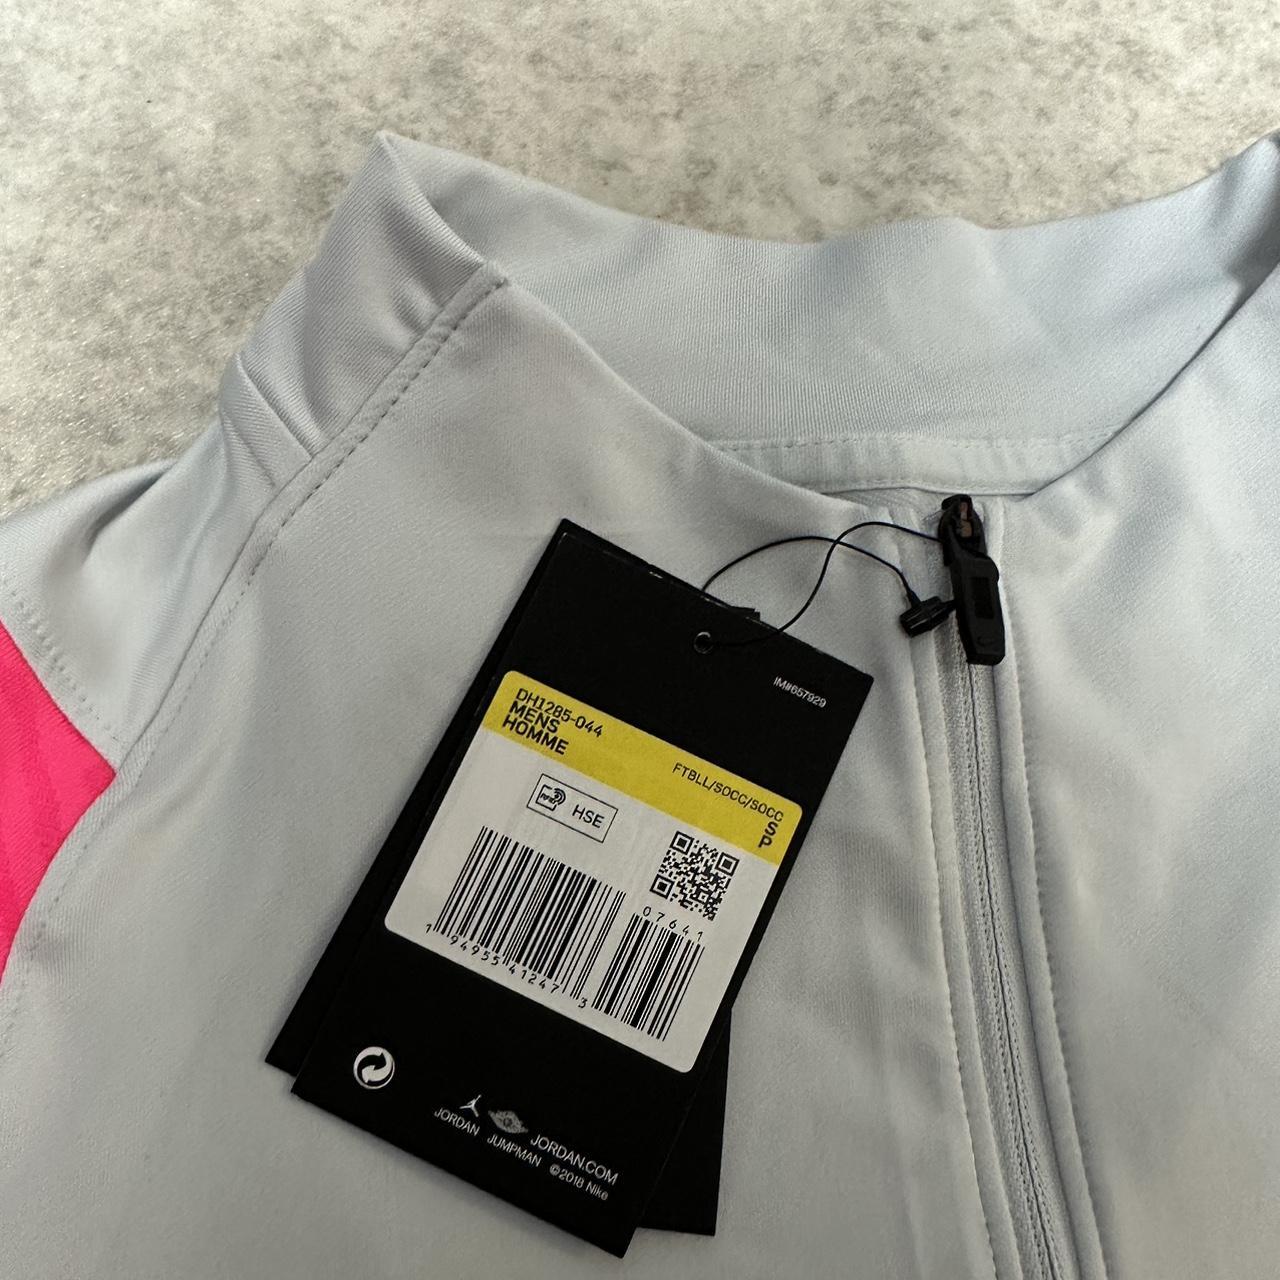 IM#657929
DH1285-044
MENS
HOMME
FTBLL/SOCC/SOCC
S
P
HSE
07641
1 94955 41247 3
JORDAN
JUMPMAN
JORDAN.COM
©2018 Nike